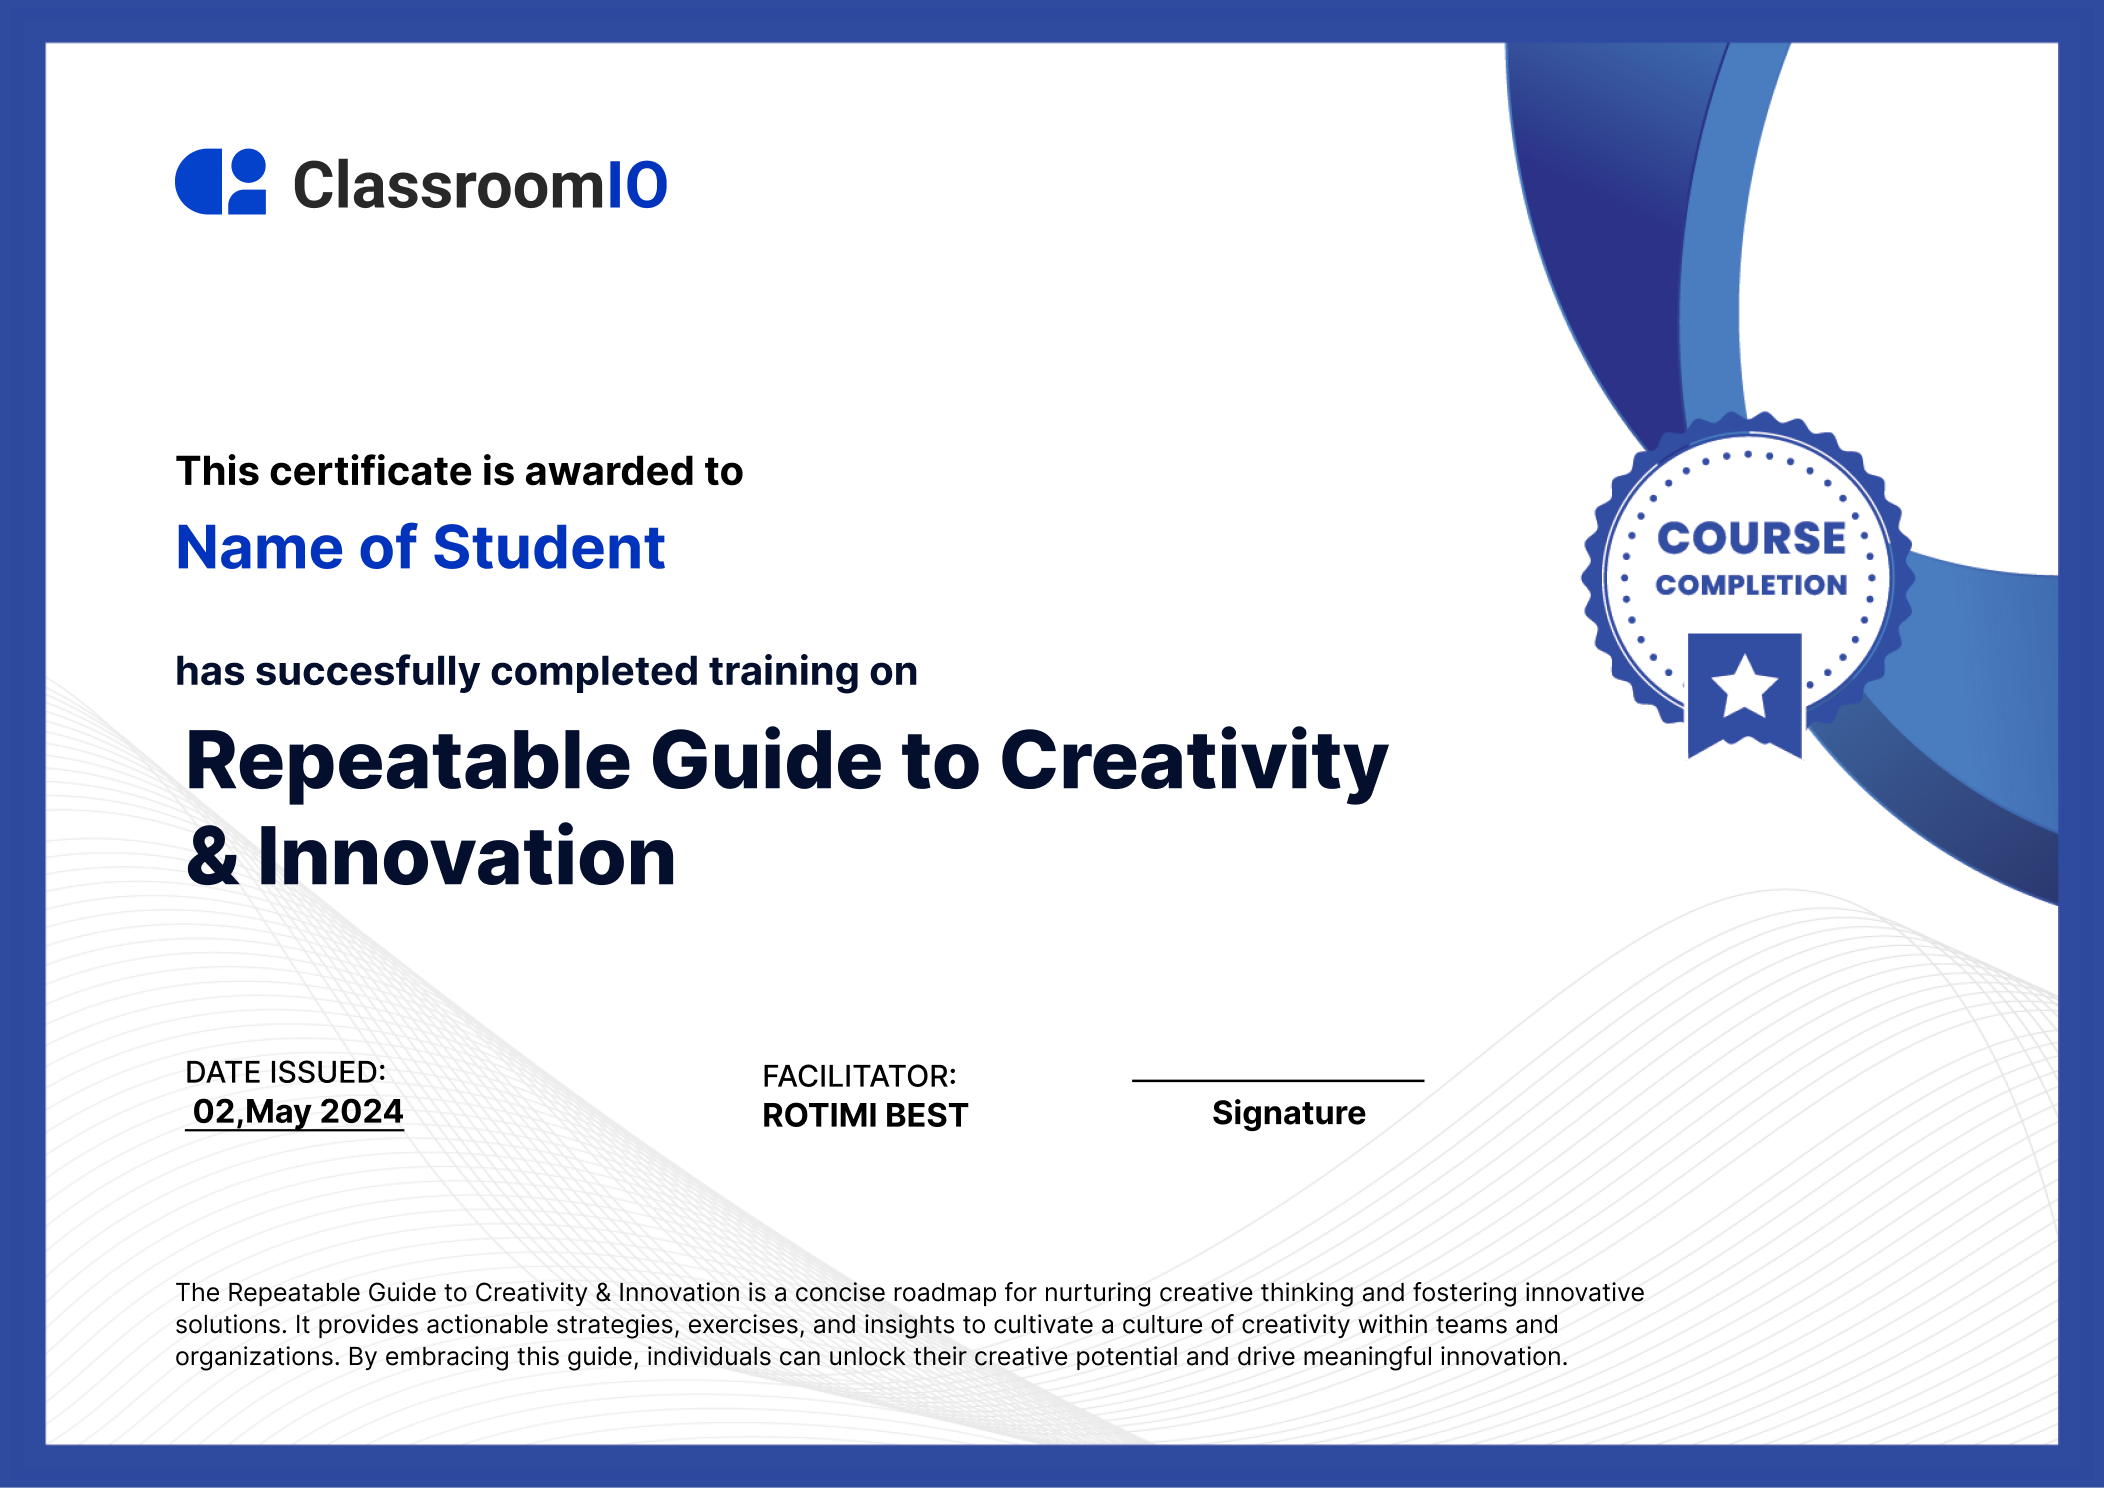 ClassroomIO
This certificate is awarded to
Name of Student
has succesfully completed training on
Repeatable Guide to Creativity
& Innovation
COURSE
COMPLETION
DATE ISSUED:
02,May 2024
FACILITATOR:
ROTIMI BEST
Signature
The Repeatable Guide to Creativity & Innovation is a concise roadmap for nurturing creative thinking and fostering innovative
solutions. It provides actionable strategies, exercises, and insights to cultivate a culture of creativity within teams and
organizations. By embracing this guide, individuals can unlock their creative potential and drive meaningful innovation.